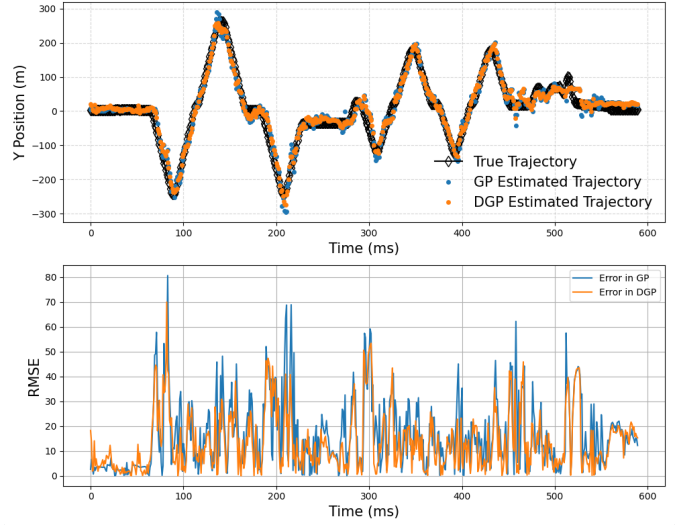 300
200
100
0
−100
−200
−300
Y Position (m)
True Trajectory
GP Estimated Trajectory
DGP Estimated Trajectory
0 100 200 300 400 500 600
Time (ms)
80
70
60
50
40
30
20
10
0
RMSE
Error in GP
Error in DGP
0 100 200 300 400 500 600
Time (ms)